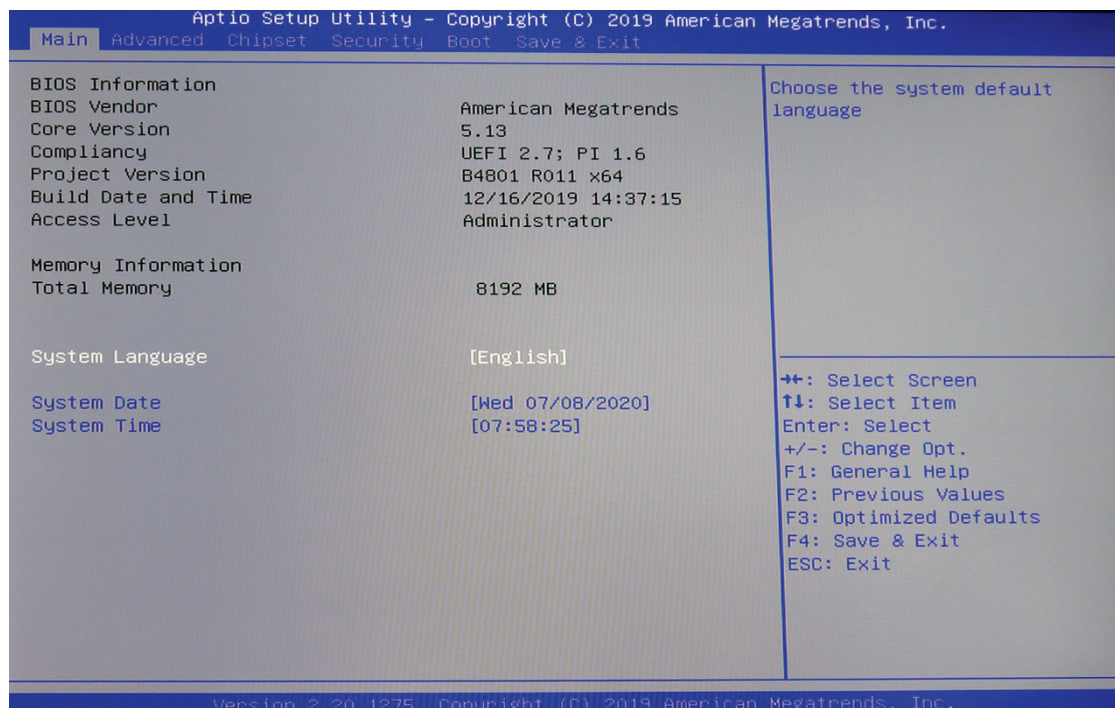 Aptio Setup Utility – Copyright (C) 2019 American Megatrends, Inc.
Main Advanced Chipset Security Boot Save & Exit
BIOS Information
BIOS Vendor American Megatrends
Core Version 5.13
Compliancy UEFI 2.7; PI 1.6
Project Version B4801 R011 x64
Build Date and Time 12/16/2019 14:37:15
Access Level Administrator
Memory Information
Total Memory 8192 MB
System Language [English]
System Date [Wed 07/08/2020]
System Time [07:58:25]
Choose the system default
language
→←: Select Screen
↑↓: Select Item
Enter: Select
+/-: Change Opt.
F1: General Help
F2: Previous Values
F3: Optimized Defaults
F4: Save & Exit
ESC: Exit
Version 2.20.1275. Copyright (C) 2019 American Megatrends, Inc.